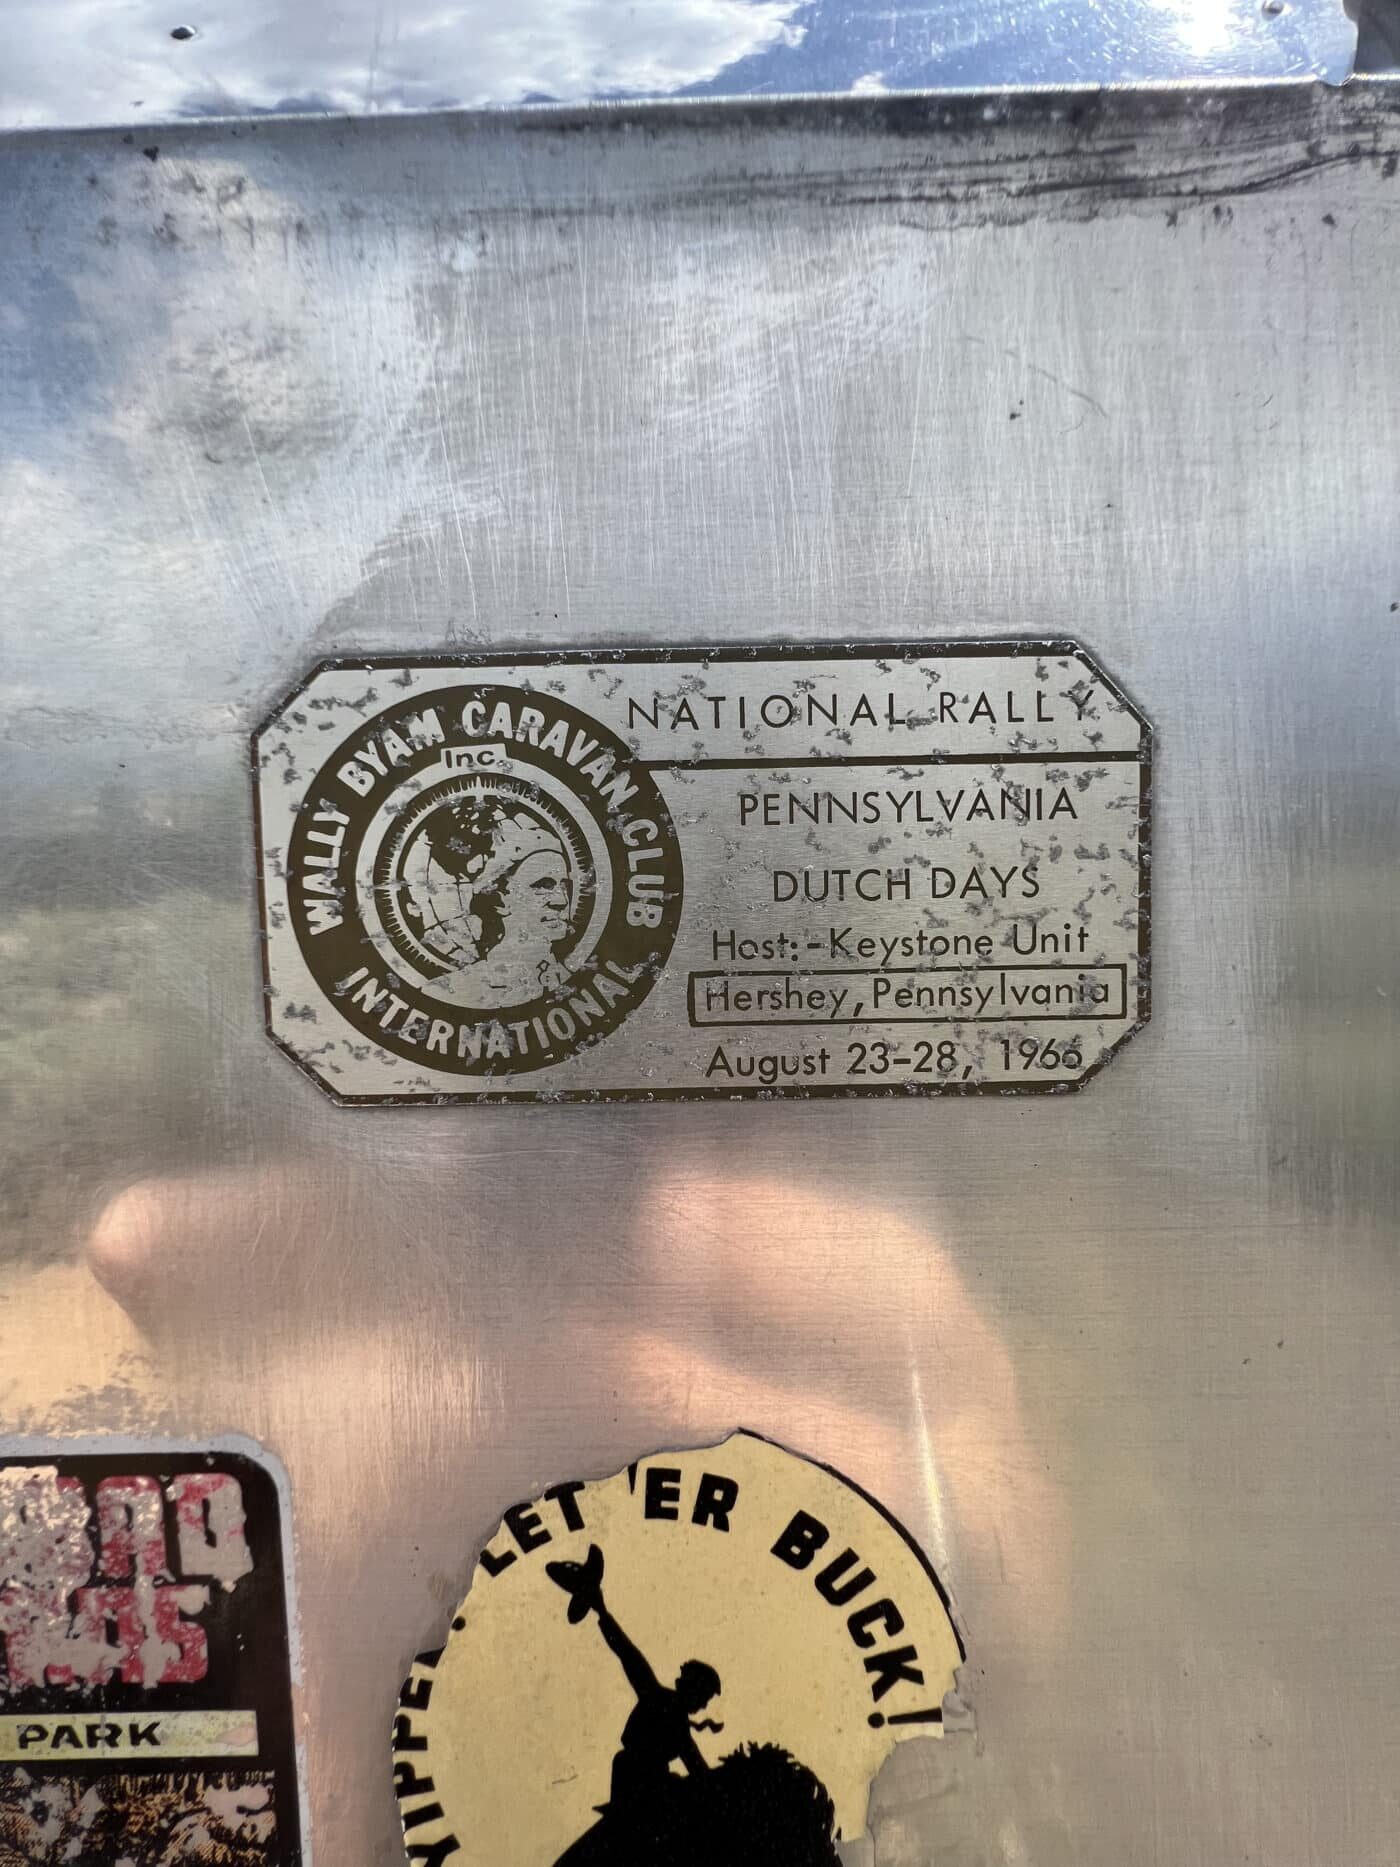 WALLY BYAM CARAVAN CLUB
Inc.
INTERNATIONAL
NATIONAL RALLY
PENNSYLVANIA
DUTCH DAYS
Host:-Keystone Unit
Hershey, Pennsylvania
August 23-28, 1966
LET 'ER BUCK!
PARK